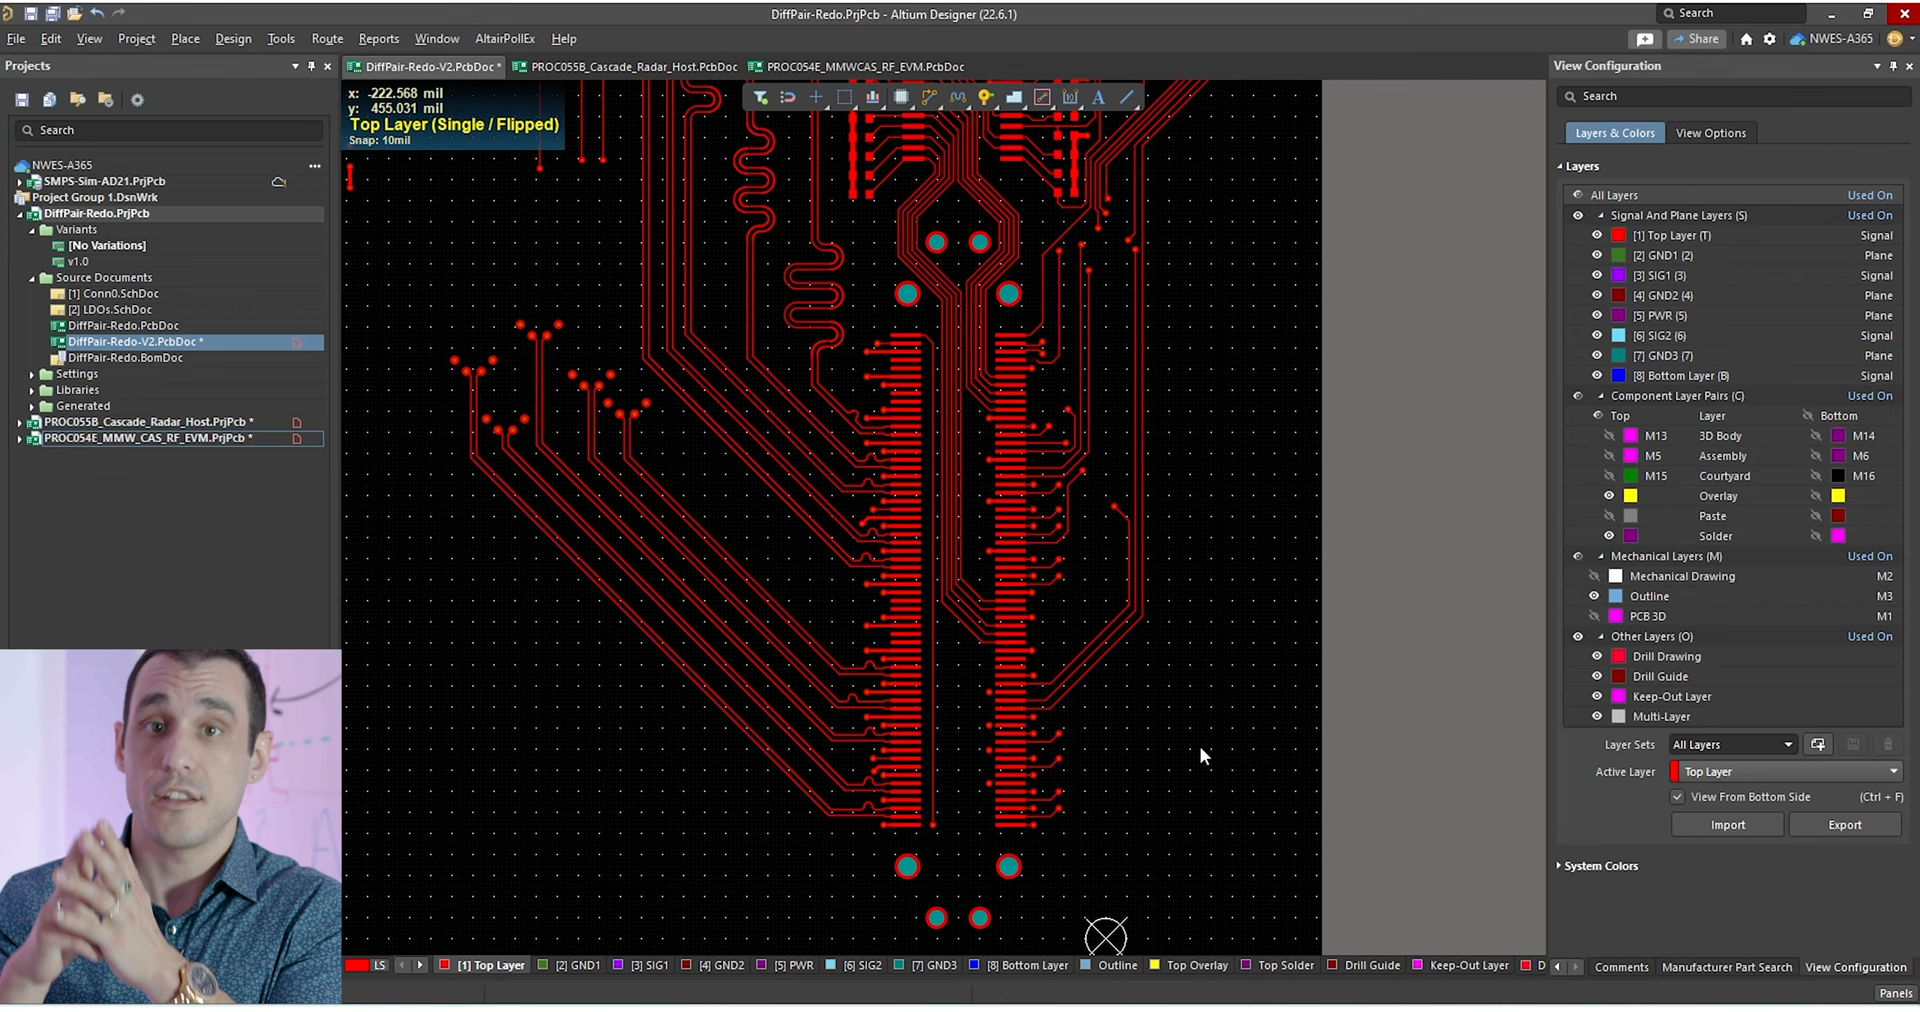 DiffPair-Redo.PrjPcb - Altium Designer (22.6.1)
Search
File Edit View Project Place Design Tools Route Reports Window AltairPollEx Help
Share
NWES-A365
Projects
DiffPair-Redo-V2.PcbDoc *
PROC055B_Cascade_Radar_Host.PcbDoc
PROC054E_MMWCAS_RF_EVM.PcbDoc
View Configuration
x: -222.568 mil
y: 455.031 mil
Top Layer (Single / Flipped)
Snap: 10mil
Search
NWES-A365
SMPS-Sim-AD21.PrjPcb
Project Group 1.DsnWrk
DiffPair-Redo.PrjPcb
Variants
[No Variations]
v1.0
Source Documents
[1] Conn0.SchDoc
[2] LDOs.SchDoc
DiffPair-Redo.PcbDoc
DiffPair-Redo-V2.PcbDoc *
DiffPair-Redo.BomDoc
Settings
Libraries
Generated
PROC055B_Cascade_Radar_Host.PrjPcb *
PROC054E_MMW_CAS_RF_EVM.PrjPcb *
Search
Layers & Colors View Options
Layers
All Layers Used On
Signal And Plane Layers (S) Used On
[1] Top Layer (T) Signal
[2] GND1 (2) Plane
[3] SIG1 (3) Signal
[4] GND2 (4) Plane
[5] PWR (5) Plane
[6] SIG2 (6) Signal
[7] GND3 (7) Plane
[8] Bottom Layer (B) Signal
Component Layer Pairs (C) Used On
Top Layer Bottom
M13 3D Body M14
M5 Assembly M6
M15 Courtyard M16
Overlay
Paste
Solder
Mechanical Layers (M) Used On
Mechanical Drawing M2
Outline M3
PCB 3D M1
Other Layers (O) Used On
Drill Drawing
Drill Guide
Keep-Out Layer
Multi-Layer
Layer Sets All Layers
Active Layer Top Layer
View From Bottom Side (Ctrl + F)
Import Export
System Colors
LS [1] Top Layer [2] GND1 [3] SIG1 [4] GND2 [5] PWR [6] SIG2 [7] GND3 [8] Bottom Layer Outline Top Overlay Top Solder Drill Guide Keep-Out Layer D
Comments Manufacturer Part Search View Configuration
Panels